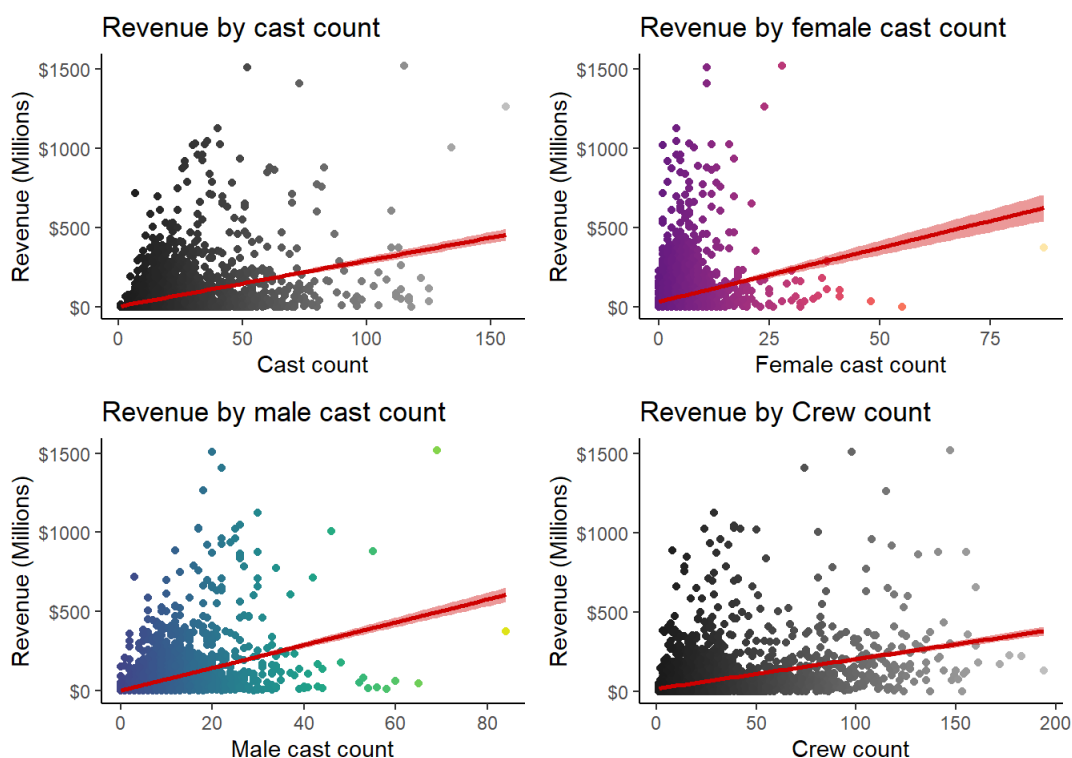 Revenue by cast count
$1500
$1000
$500
$0
Revenue (Millions)
0 50 100 150
Cast count
Revenue by female cast count
$1500
$1000
$500
$0
Revenue (Millions)
0 25 50 75
Female cast count
Revenue by male cast count
$1500
$1000
$500
$0
Revenue (Millions)
0 20 40 60 80
Male cast count
Revenue by Crew count
$1500
$1000
$500
$0
Revenue (Millions)
0 50 100 150 200
Crew count